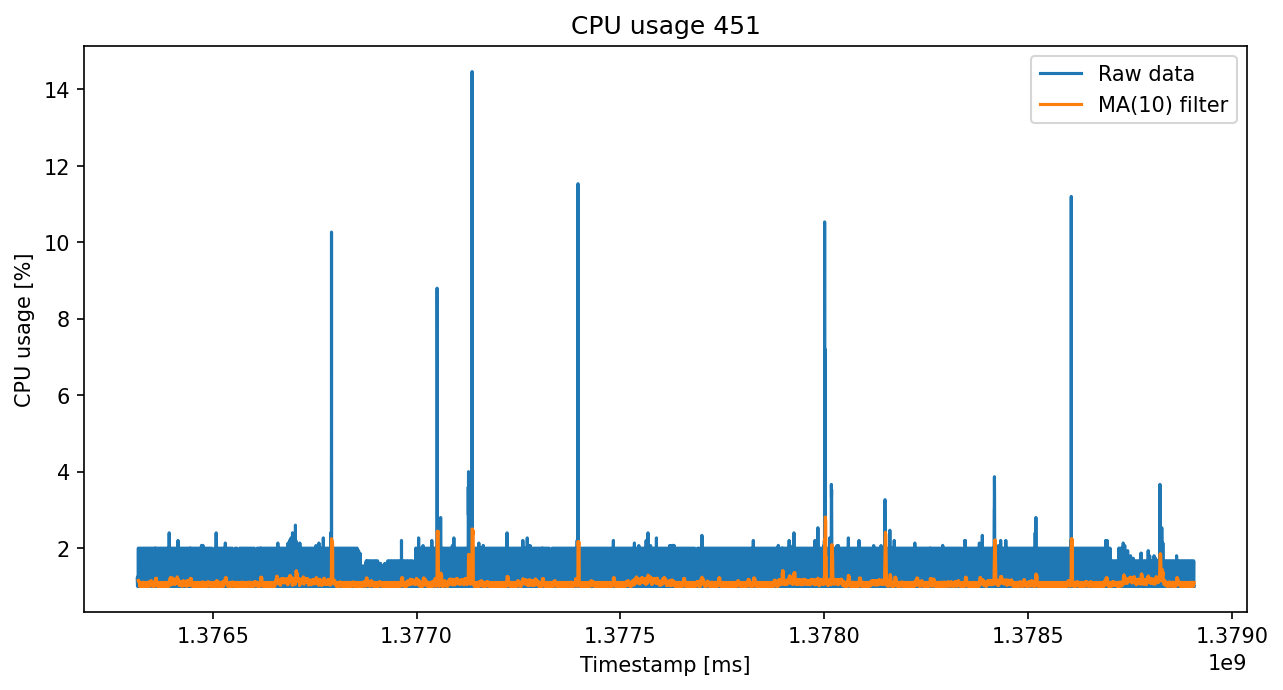 CPU usage 451
Raw data
MA(10) filter
CPU usage [%]
14
12
10
8
6
4
2
1.3765 1.3770 1.3775 1.3780 1.3785 1.3790
1e9
Timestamp [ms]